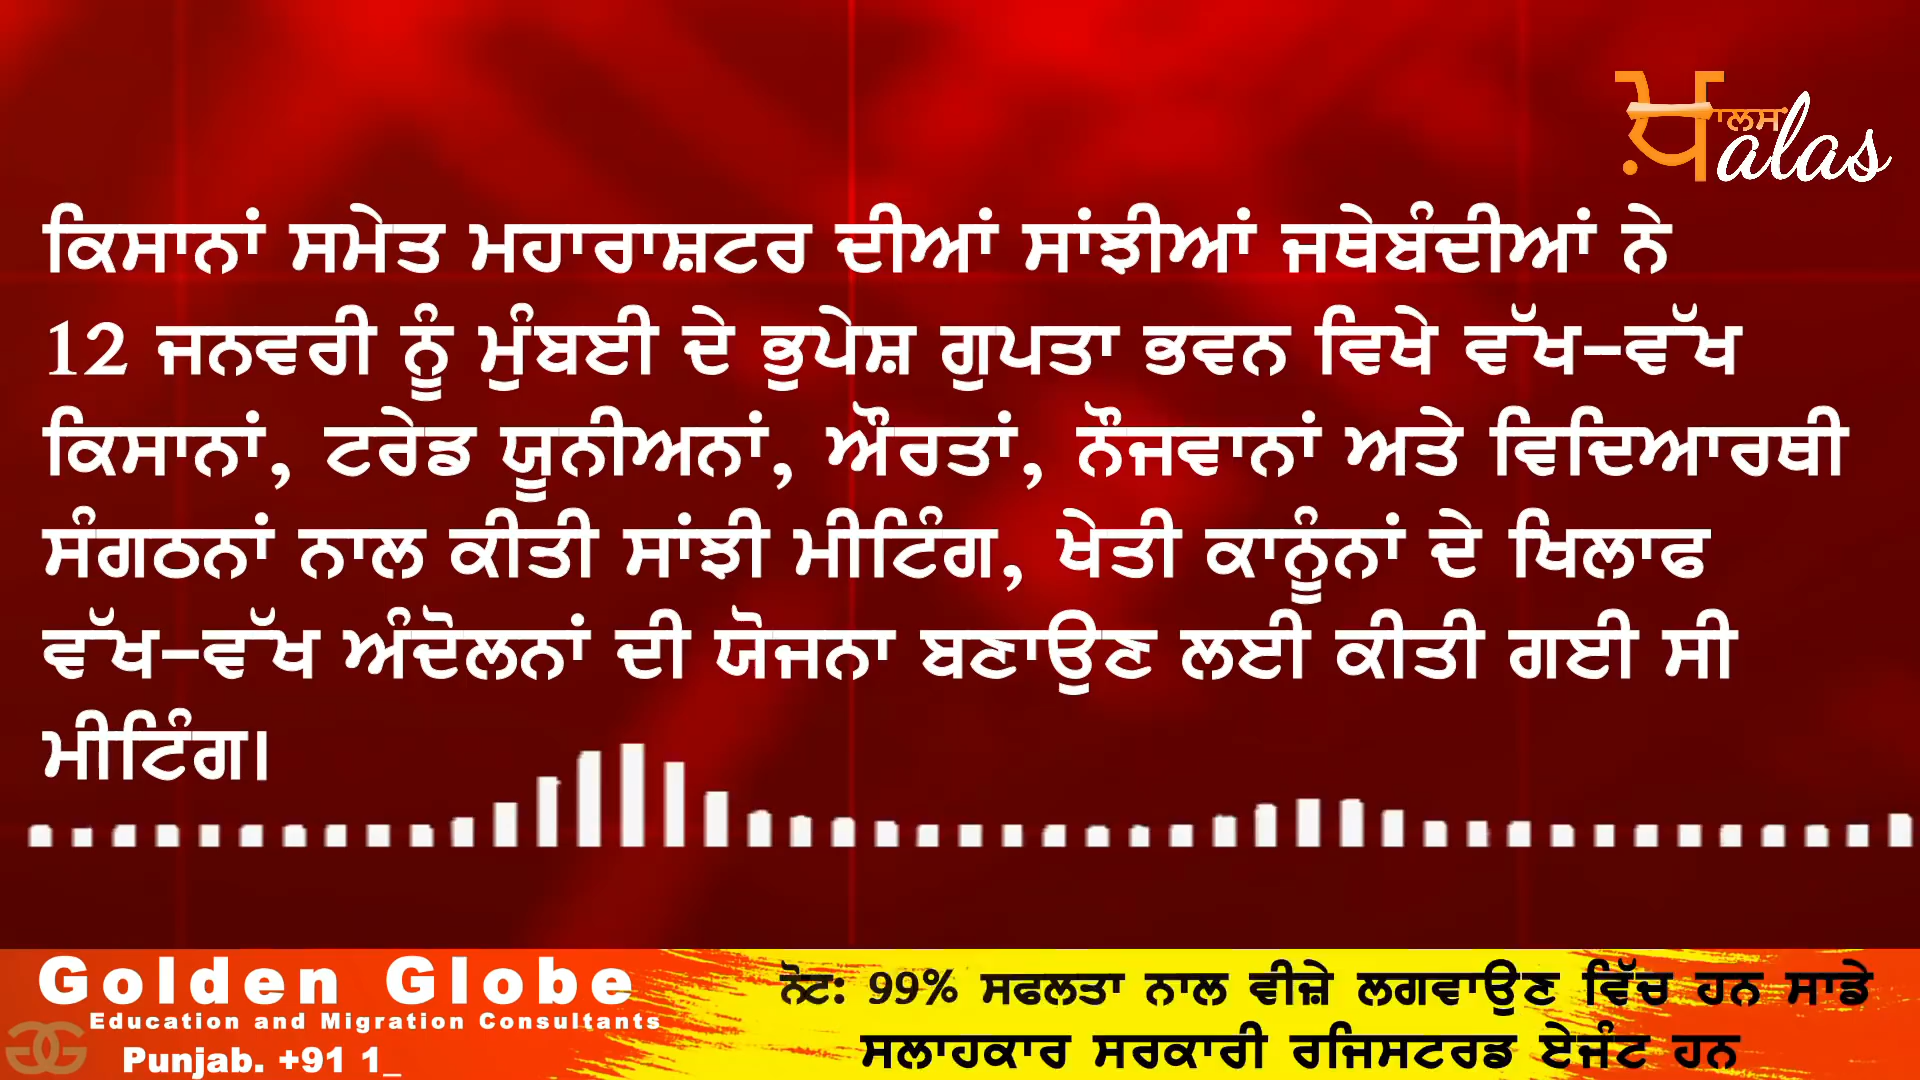 ਖ਼ਾਲਸ alas
ਕਿਸਾਨਾਂ ਸਮੇਤ ਮਹਾਰਾਸ਼ਟਰ ਦੀਆਂ ਸਾਂਝੀਆਂ ਜਥੇਬੰਦੀਆਂ ਨੇ
12 ਜਨਵਰੀ ਨੂੰ ਮੁੰਬਈ ਦੇ ਭੁਪੇਸ਼ ਗੁਪਤਾ ਭਵਨ ਵਿਖੇ ਵੱਖ-ਵੱਖ
ਕਿਸਾਨਾਂ, ਟਰੇਡ ਯੂਨੀਅਨਾਂ, ਔਰਤਾਂ, ਨੌਜਵਾਨਾਂ ਅਤੇ ਵਿਦਿਆਰਥੀ
ਸੰਗਠਨਾਂ ਨਾਲ ਕੀਤੀ ਸਾਂਝੀ ਮੀਟਿੰਗ, ਖੇਤੀ ਕਾਨੂੰਨਾਂ ਦੇ ਖਿਲਾਫ
ਵੱਖ-ਵੱਖ ਅੰਦੋਲਨਾਂ ਦੀ ਯੋਜਨਾ ਬਣਾਉਣ ਲਈ ਕੀਤੀ ਗਈ ਸੀ
ਮੀਟਿੰਗ।
Golden Globe
Education and Migration Consultants
Punjab. +91 1_
ਨੋਟ: 99% ਸਫਲਤਾ ਨਾਲ ਵੀਜ਼ੇ ਲਗਵਾਉਣ ਵਿੱਚ ਹਨ ਸਾਡੇ
ਸਲਾਹਕਾਰ ਸਰਕਾਰੀ ਰਜਿਸਟਰਡ ਏਜੰਟ ਹਨ